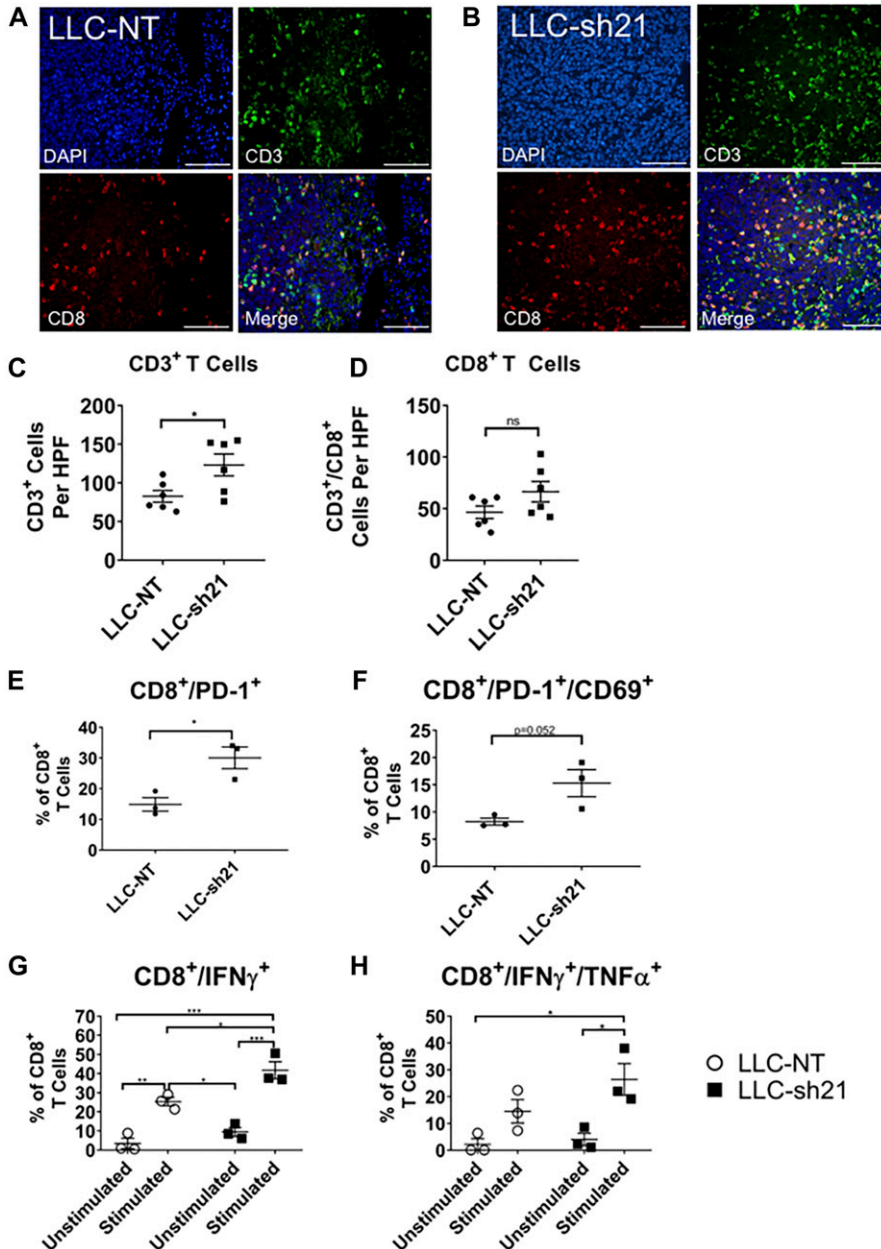 A
LLC-NT
DAPI
CD3
CD8
Merge
B
LLC-sh21
DAPI
CD3
CD8
Merge
C
CD3+ T Cells
CD3+ Cells
Per HPF
200
150
100
50
0
*
LLC-NT
LLC-sh21
D
CD8+ T Cells
CD3+/CD8+
Cells Per HPF
150
100
50
0
ns
LLC-NT
LLC-sh21
E
CD8+/PD-1+
% of CD8+
T Cells
40
30
20
10
0
*
LLC-NT
LLC-sh21
F
CD8+/PD-1+/CD69+
% of CD8+
T Cells
25
20
15
10
5
0
p=0.052
LLC-NT
LLC-sh21
G
CD8+/IFNγ+
% of CD8+
T Cells
70
60
50
40
30
20
10
0
***
*
***
**
*
Unstimulated
Stimulated
Unstimulated
Stimulated
H
CD8+/IFNγ+/TNFα+
% of CD8+
T Cells
50
40
30
20
10
0
*
*
Unstimulated
Stimulated
Unstimulated
Stimulated
LLC-NT
LLC-sh21